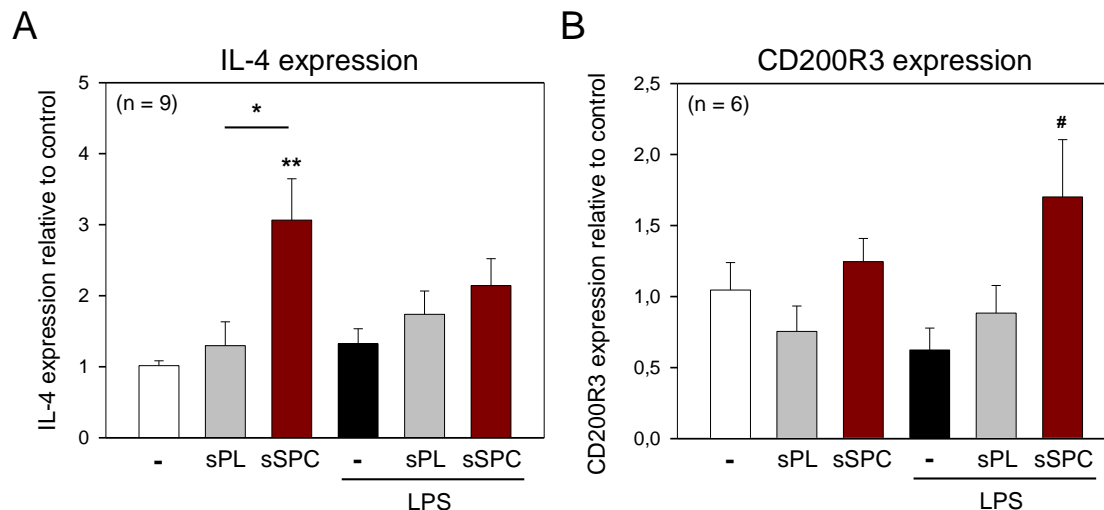 A
IL-4 expression
IL-4 expression relative to control
5
4
3
2
1
0
(n = 9)
*
**
- sPL sSPC - sPL sSPC
LPS
B
CD200R3 expression
CD200R3 expression relative to control
2,5
2,0
1,5
1,0
0,5
0,0
(n = 6)
#
- sPL sSPC - sPL sSPC
LPS